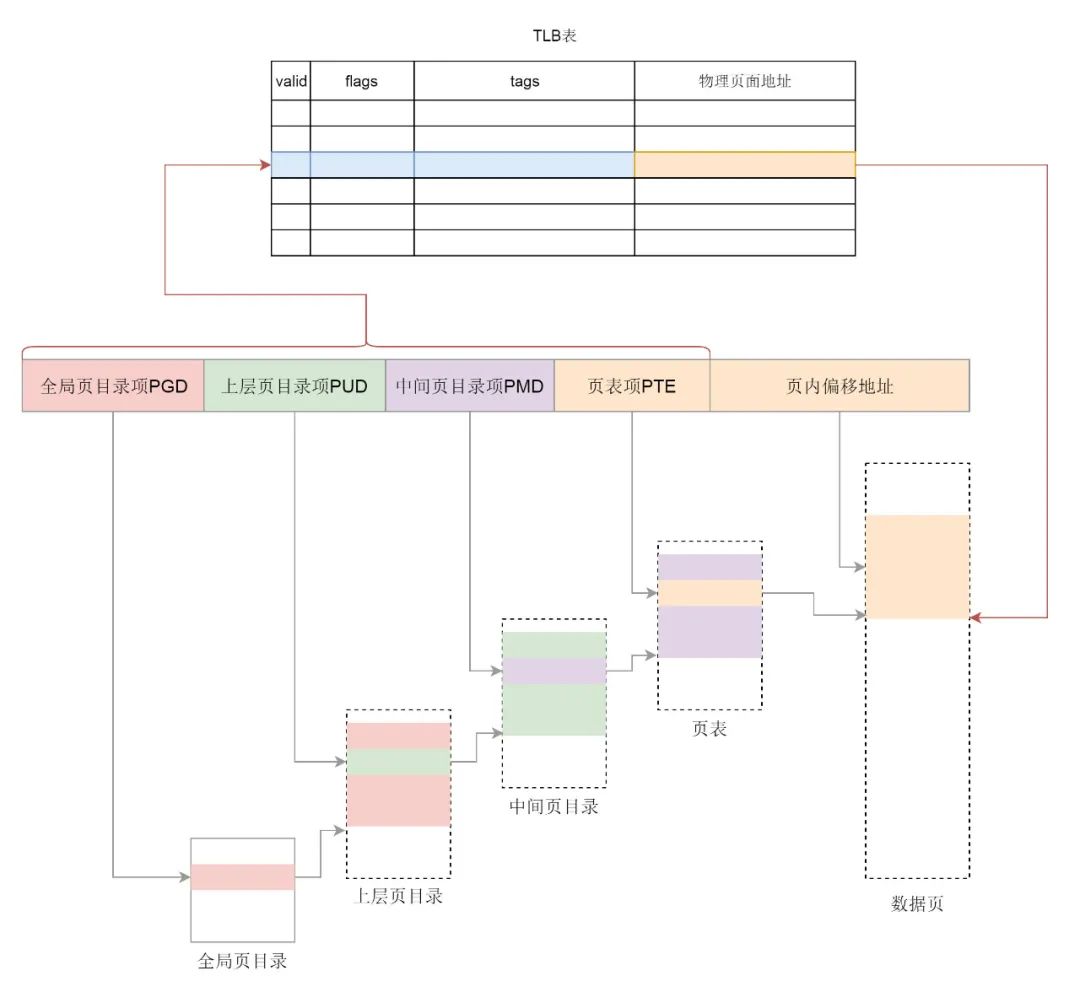 TLB表
valid flags tags 物理页面地址
全局页目录项PGD 上层页目录项PUD 中间页目录项PMD 页表项PTE 页内偏移地址
页表
中间页目录
上层页目录
数据页
全局页目录